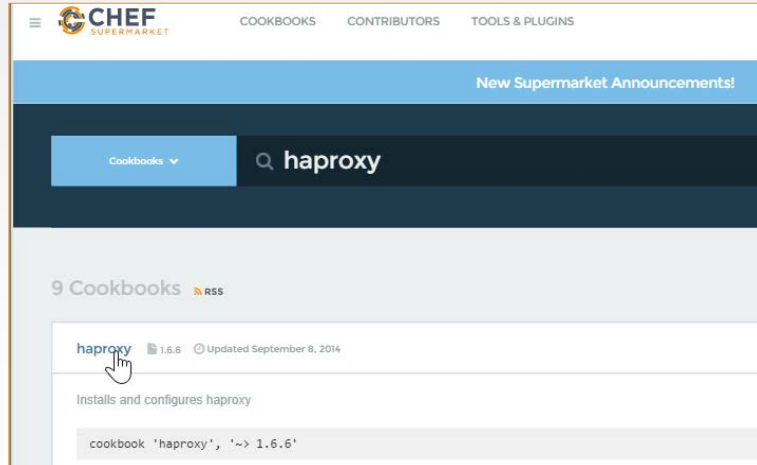 CHEF
SUPERMARKET
COOKBOOKS CONTRIBUTORS TOOLS & PLUGINS
New Supermarket Announcements!
Cookbooks haproxy
9 Cookbooks RSS
haproxy 1.6.6 Updated September 8, 2014
Installs and configures haproxy
cookbook 'haproxy', '~> 1.6.6'